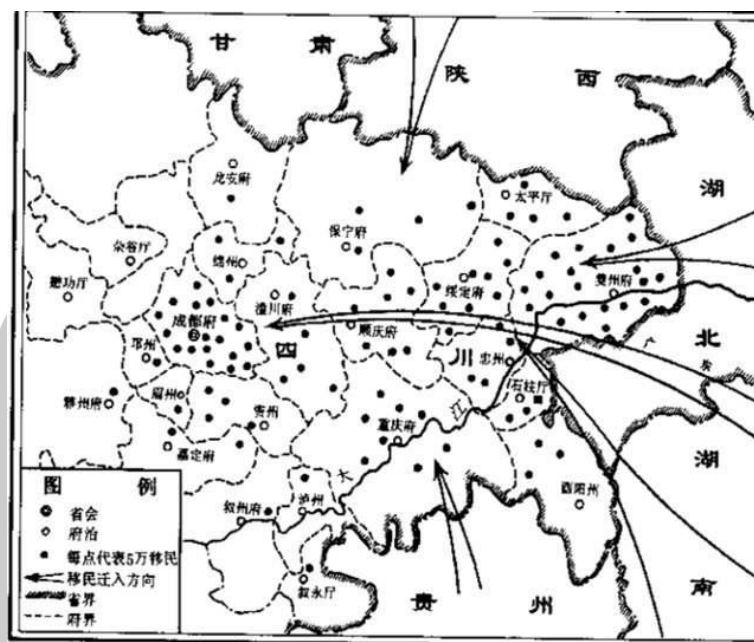 甘肃
陕西
湖
北
湖
南
贵州
四川
大江
龙安府
太平厅
杂谷厅
保宁府
绵州
懋功厅
绥定府
夔州府
潼川府
成都府
顺庆府
邛州
忠州
石柱厅
眉州
雅州府
资州
重庆府
嘉定府
酉阳州
叙州府
泸州
叙永厅
图例
省会
府治
每点代表5万移民
移民迁入方向
省界
府界